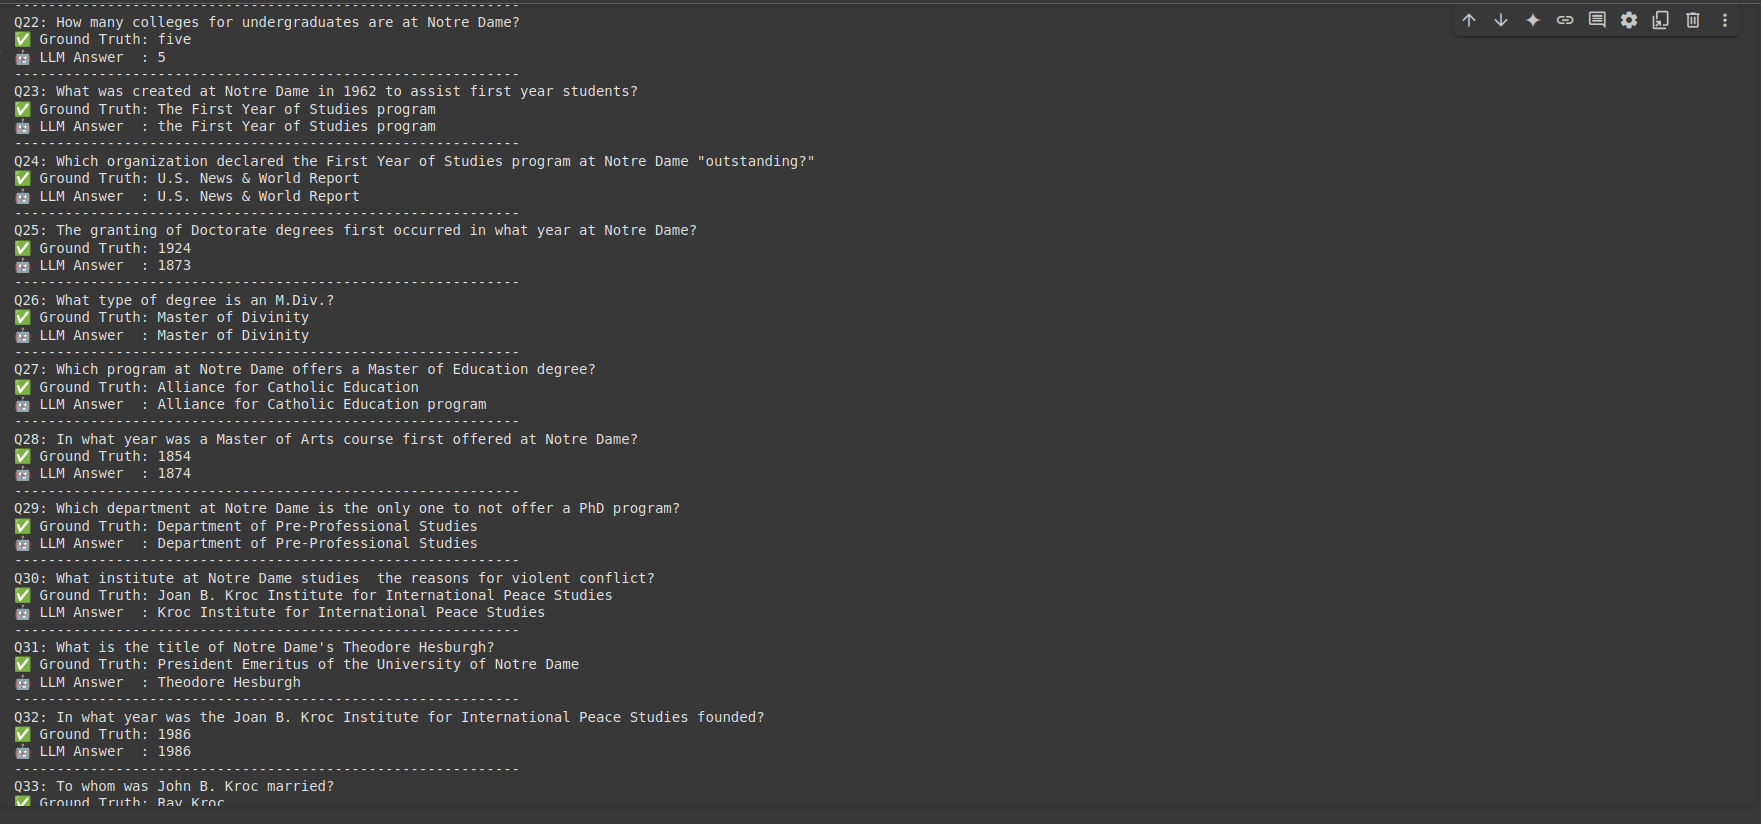 ------------------------------------------------------------
Q22: How many colleges for undergraduates are at Notre Dame?
✅ Ground Truth: five
🤖 LLM Answer  : 5
------------------------------------------------------------
Q23: What was created at Notre Dame in 1962 to assist first year students?
✅ Ground Truth: The First Year of Studies program
🤖 LLM Answer  : the First Year of Studies program
------------------------------------------------------------
Q24: Which organization declared the First Year of Studies program at Notre Dame "outstanding?"
✅ Ground Truth: U.S. News & World Report
🤖 LLM Answer  : U.S. News & World Report
------------------------------------------------------------
Q25: The granting of Doctorate degrees first occurred in what year at Notre Dame?
✅ Ground Truth: 1924
🤖 LLM Answer  : 1873
------------------------------------------------------------
Q26: What type of degree is an M.Div.?
✅ Ground Truth: Master of Divinity
🤖 LLM Answer  : Master of Divinity
------------------------------------------------------------
Q27: Which program at Notre Dame offers a Master of Education degree?
✅ Ground Truth: Alliance for Catholic Education
🤖 LLM Answer  : Alliance for Catholic Education program
------------------------------------------------------------
Q28: In what year was a Master of Arts course first offered at Notre Dame?
✅ Ground Truth: 1854
🤖 LLM Answer  : 1874
------------------------------------------------------------
Q29: Which department at Notre Dame is the only one to not offer a PhD program?
✅ Ground Truth: Department of Pre-Professional Studies
🤖 LLM Answer  : Department of Pre-Professional Studies
------------------------------------------------------------
Q30: What institute at Notre Dame studies  the reasons for violent conflict?
✅ Ground Truth: Joan B. Kroc Institute for International Peace Studies
🤖 LLM Answer  : Kroc Institute for International Peace Studies
------------------------------------------------------------
Q31: What is the title of Notre Dame's Theodore Hesburgh?
✅ Ground Truth: President Emeritus of the University of Notre Dame
🤖 LLM Answer  : Theodore Hesburgh
------------------------------------------------------------
Q32: In what year was the Joan B. Kroc Institute for International Peace Studies founded?
✅ Ground Truth: 1986
🤖 LLM Answer  : 1986
------------------------------------------------------------
Q33: To whom was John B. Kroc married?
✅ Ground Truth: Ray Kroc